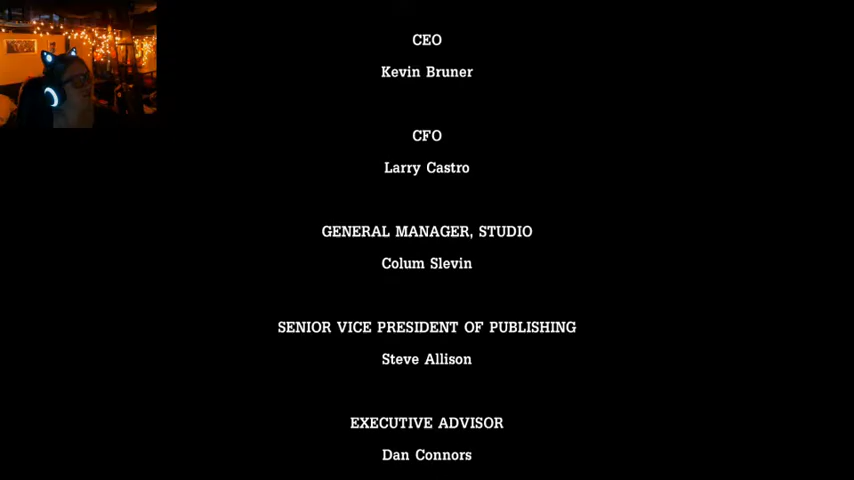 CEO
Kevin Bruner
CFO
Larry Castro
GENERAL MANAGER, STUDIO
Colum Slevin
SENIOR VICE PRESIDENT OF PUBLISHING
Steve Allison
EXECUTIVE ADVISOR
Dan Connors